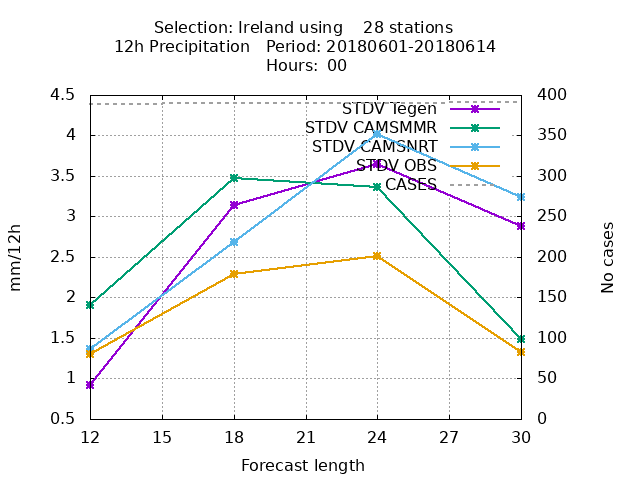 Selection: Ireland using    28 stations
12h Precipitation   Period: 20180601-20180614
Hours:  00
4.5
4
3.5
3
2.5
2
1.5
1
0.5
400
350
300
250
200
150
100
50
0
mm/12h
No cases
STDV Tegen
STDV CAMSMMR
STDV CAMSNRT
STDV OBS
CASES
12 15 18 21 24 27 30
Forecast length